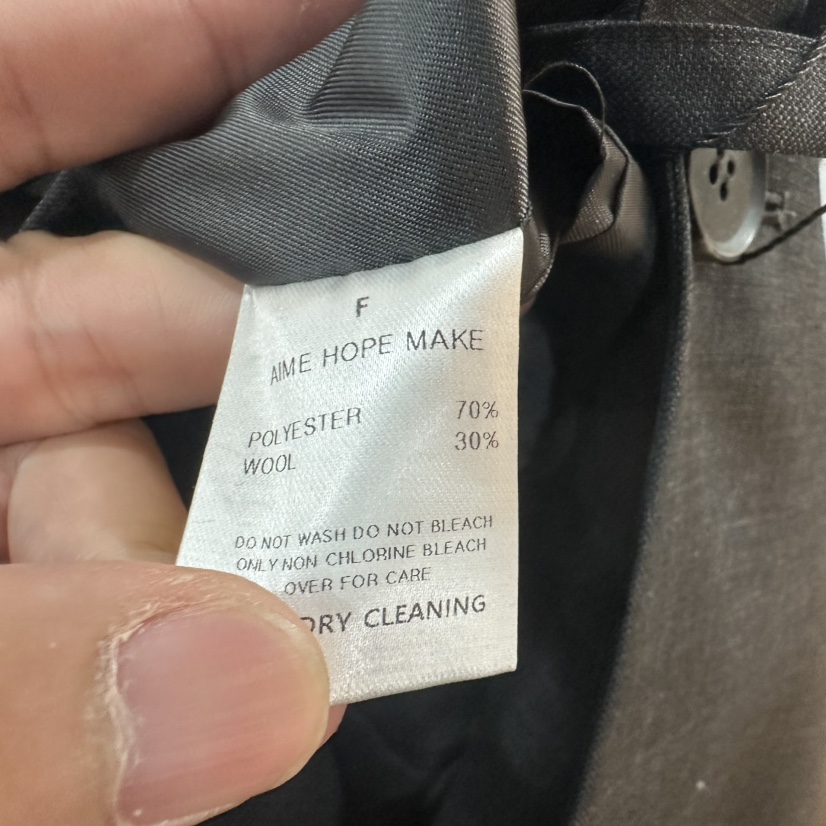 F
AIME HOPE MAKE
POLYESTER 70%
WOOL 30%
DO NOT WASH DO NOT BLEACH
ONLY NON CHLORINE BLEACH
OVER FOR CARE
DRY CLEANING